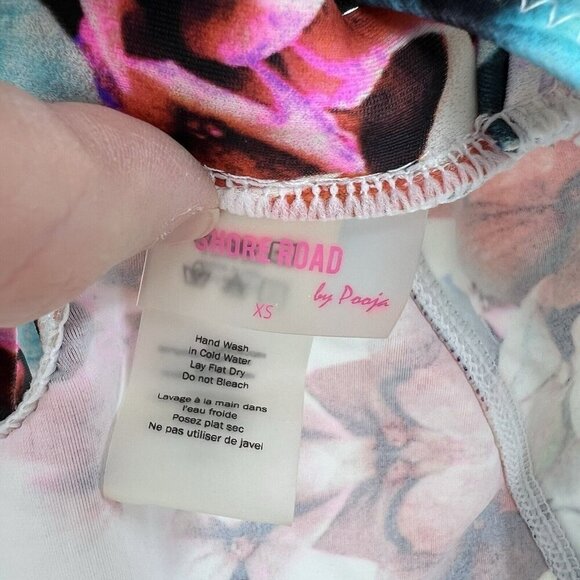 SHORE ROAD
by Pooja
XS
Hand Wash
in Cold Water
Lay Flat Dry
Do not Bleach
Lavage à la main dans
l'eau froide
Posez plat sec
Ne pas utiliser de javel